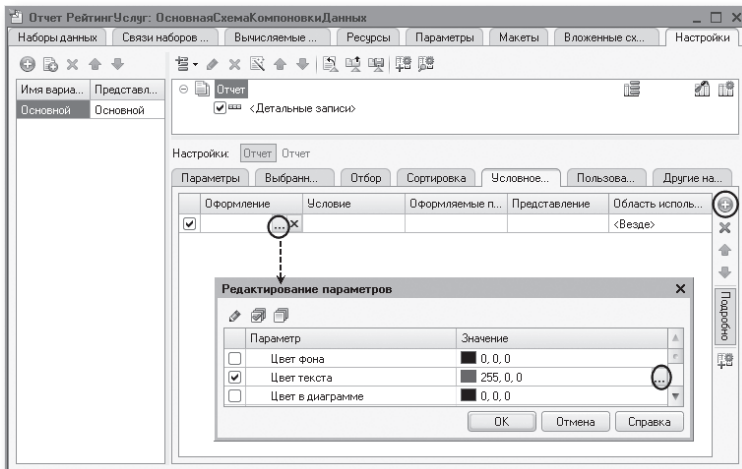 Отчет РейтингУслуг: ОсновнаяСхемаКомпоновкиДанных
Наборы данных Связи наборов ... Вычисляемые ... Ресурсы Параметры Макеты Вложенные сх... Настройки
Имя вариа... Представл...
Основной Основной
Отчет
<Детальные записи>
Настройки: Отчет Отчет
Параметры Выбранн... Отбор Сортировка Условное... Пользова... Другие на...
Оформление Условие Оформляемые п... Представление Область исполь...
... <Везде>
Подробно
Редактирование параметров
Параметр Значение
Цвет фона 0, 0, 0
Цвет текста 255, 0, 0 ...
Цвет в диаграмме 0, 0, 0
OK Отмена Справка